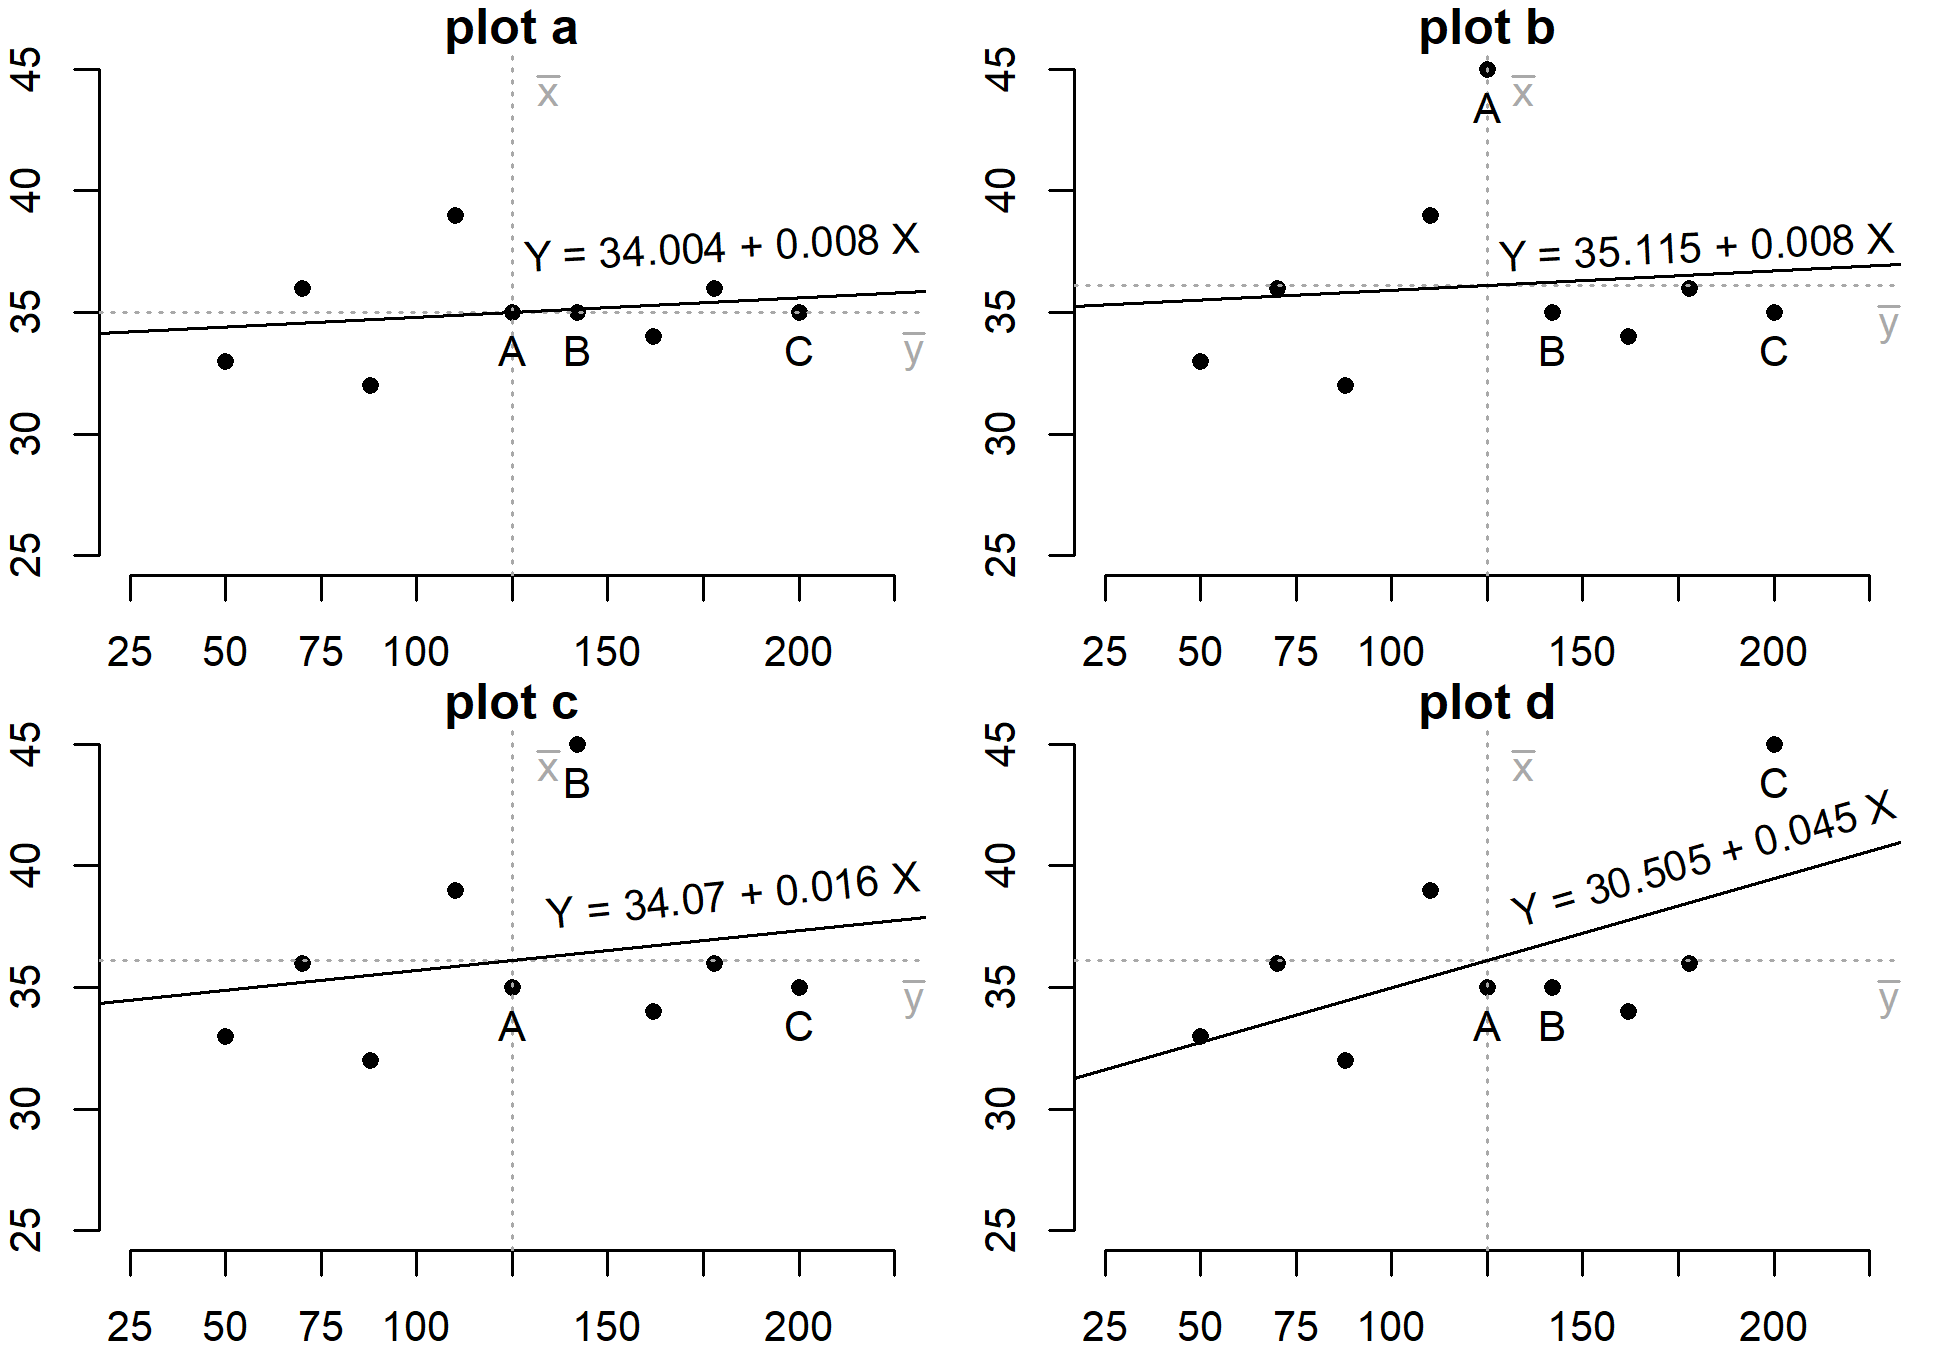 plot a
45
40
35
30
25
x̅
Y = 34.004 + 0.008 X
A
B
C
y̅
25 50 75 100 150 200
plot b
45
40
35
30
25
A
x̅
Y = 35.115 + 0.008 X
B
C
y̅
25 50 75 100 150 200
plot c
45
40
35
30
25
x̅
B
Y = 34.07 + 0.016 X
A
C
y̅
25 50 75 100 150 200
plot d
45
40
35
30
25
x̅
C
Y = 30.505 + 0.045 X
A
B
y̅
25 50 75 100 150 200